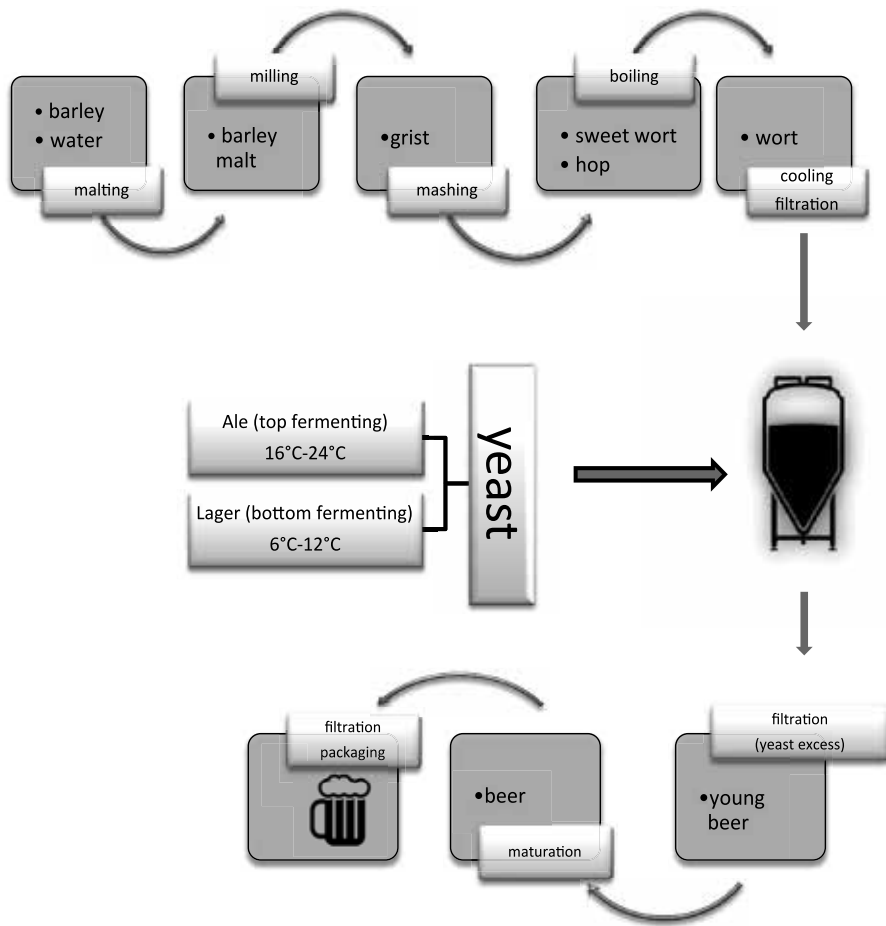 • barley
• water
malting
milling
• barley
malt
•grist
mashing
boiling
• sweet wort
• hop
• wort
cooling
filtration
Ale (top fermenting)
16°C-24°C
Lager (bottom fermenting)
6°C-12°C
yeast
filtration
packaging
•beer
maturation
filtration
(yeast excess)
•young
beer